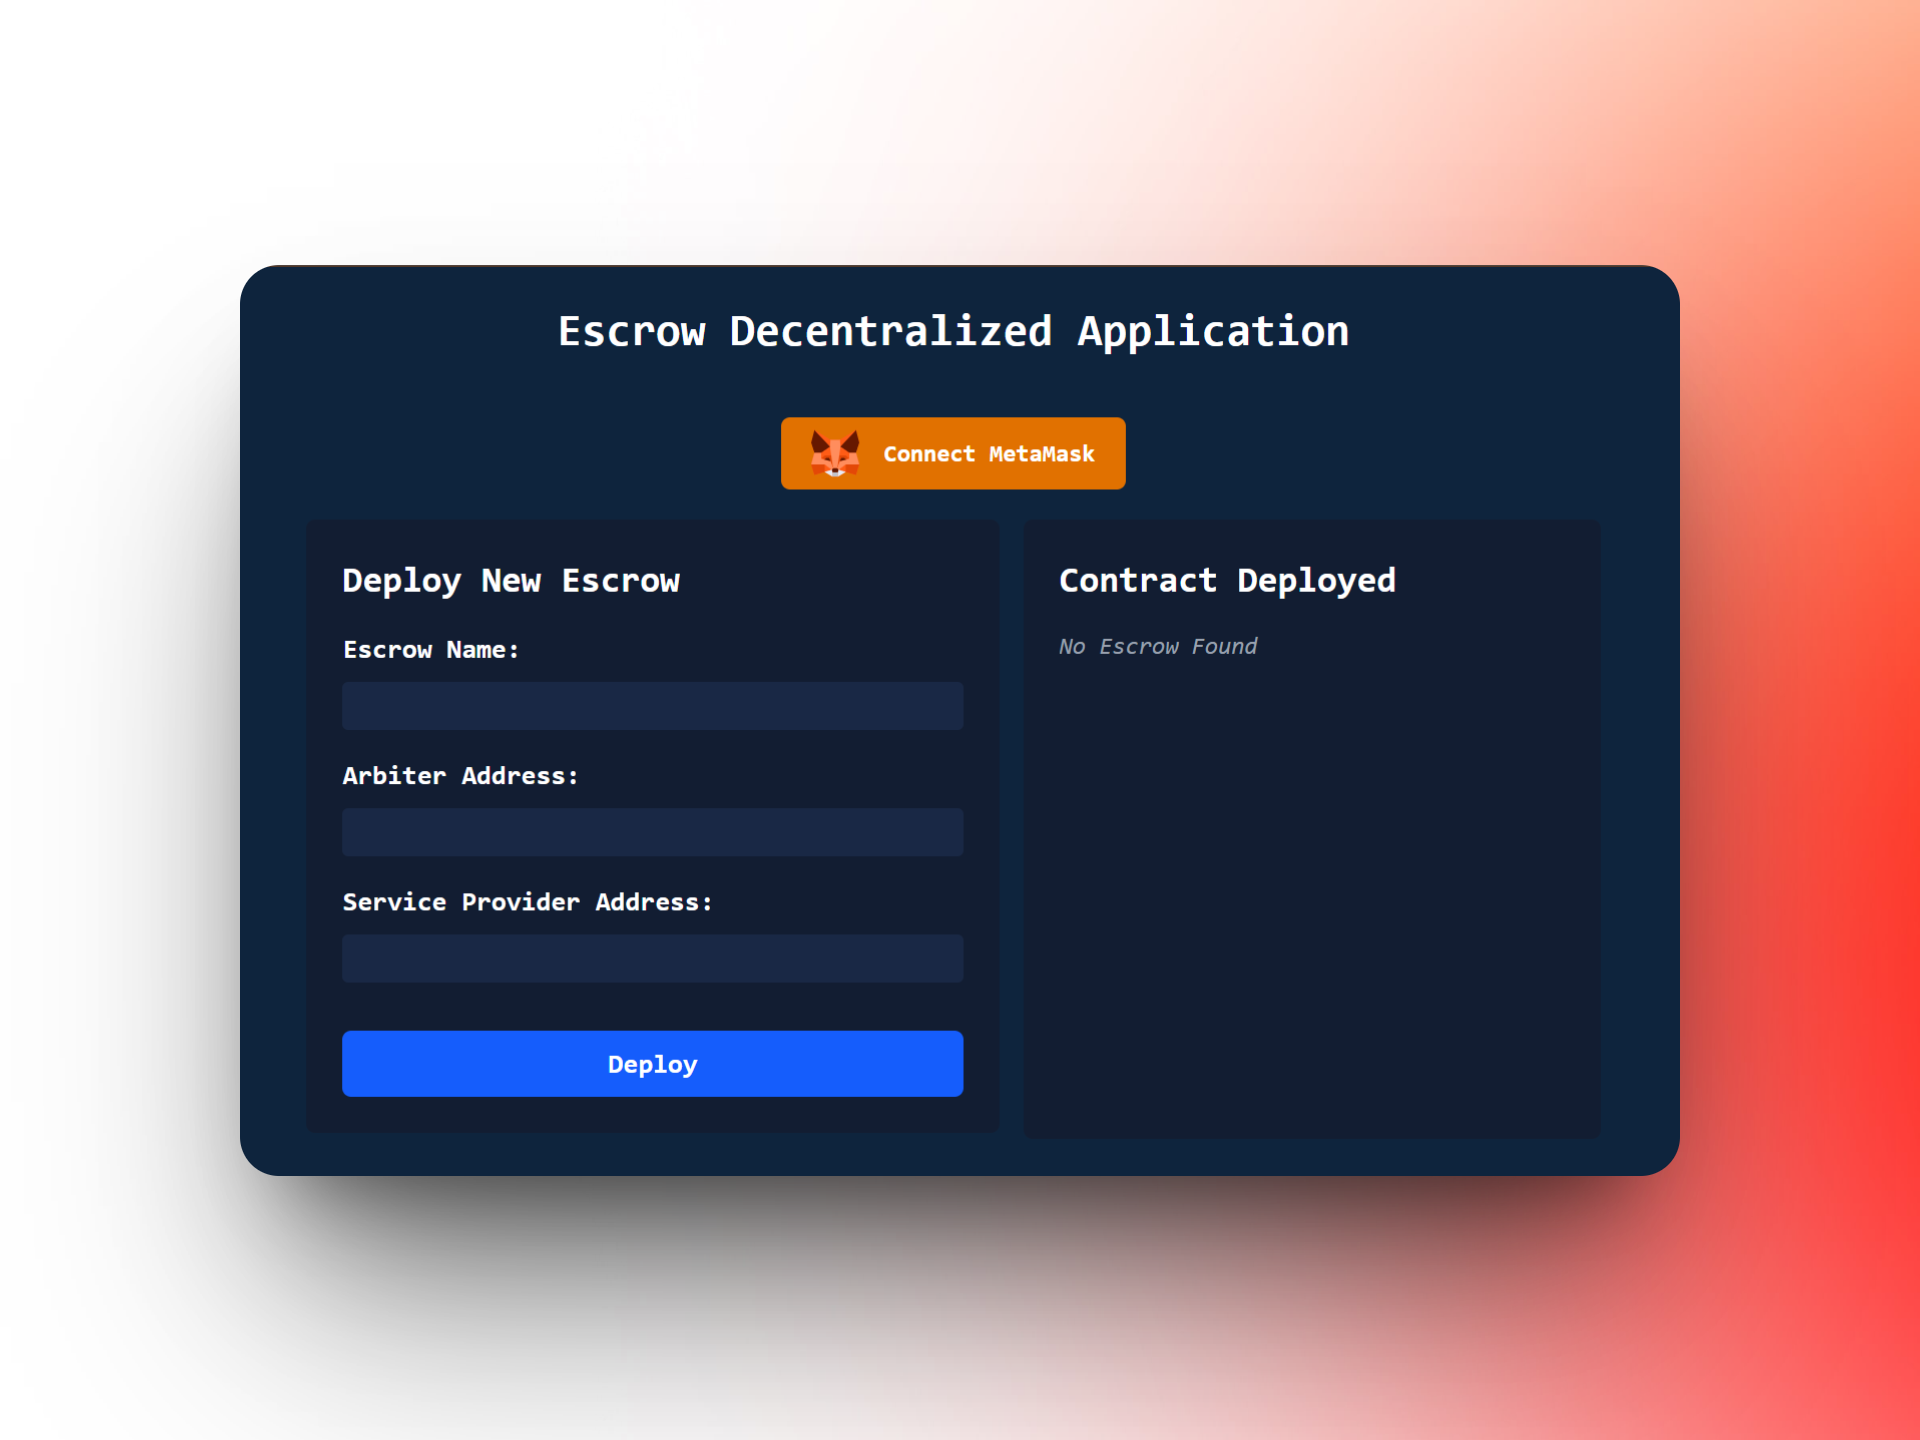 Escrow Decentralized Application
Connect MetaMask
Deploy New Escrow
Escrow Name:
Arbiter Address:
Service Provider Address:
Deploy
Contract Deployed
No Escrow Found